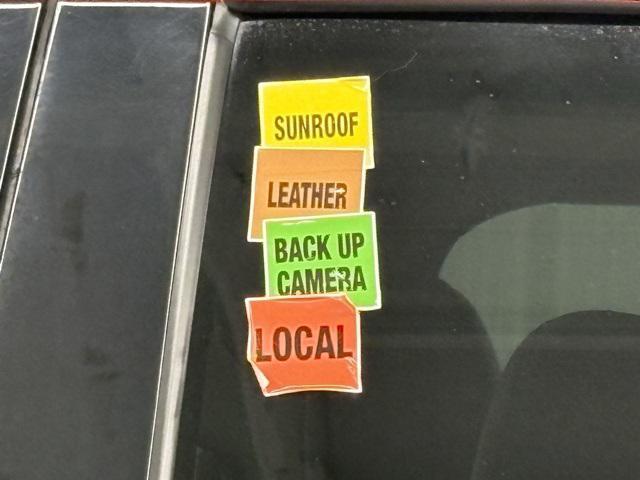 SUNROOF
LEATHER
BACK UP
CAMERA
LOCAL